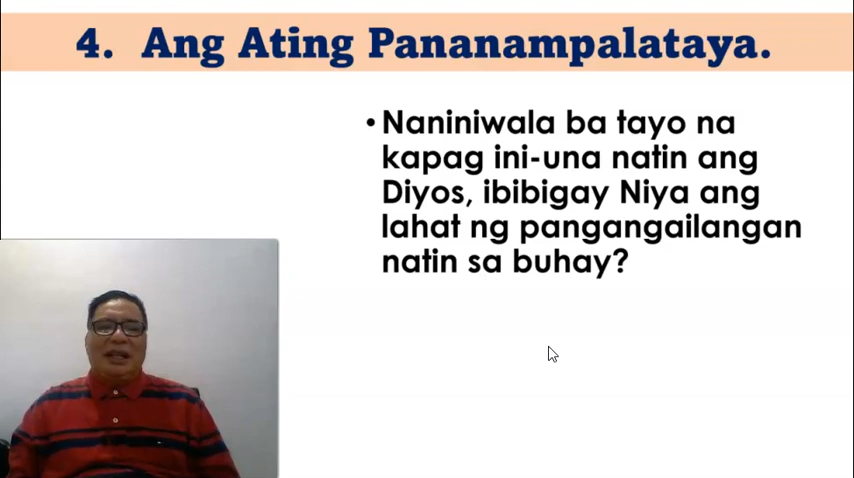 4. Ang Ating Pananampalataya.
• Naniniwala ba tayo na
kapag ini-una natin ang
Diyos, ibibigay Niya ang
lahat ng pangangailangan
natin sa buhay?